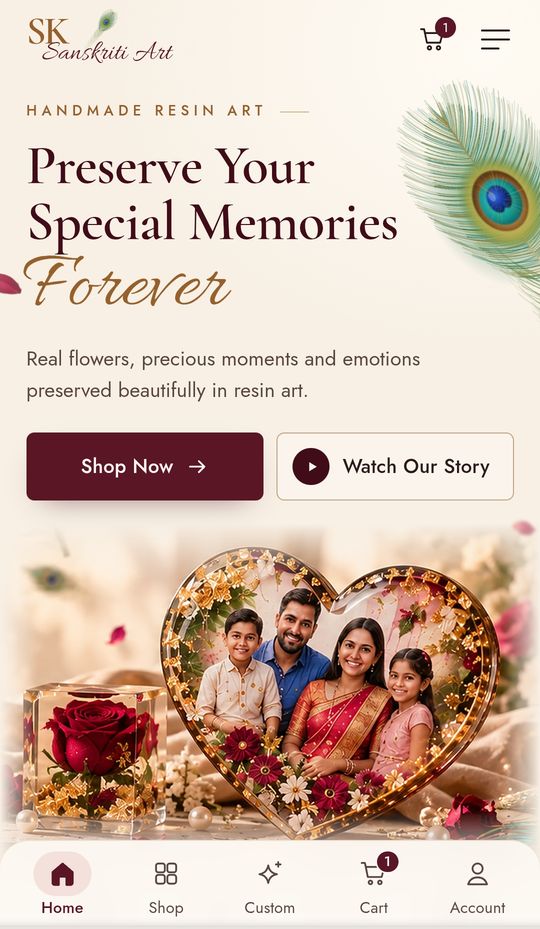 SK
Sanskriti Art
1
HANDMADE RESIN ART
Preserve Your
Special Memories
Forever
Real flowers, precious moments and emotions
preserved beautifully in resin art.
Shop Now
Watch Our Story
1
Home
Shop
Custom
Cart
Account